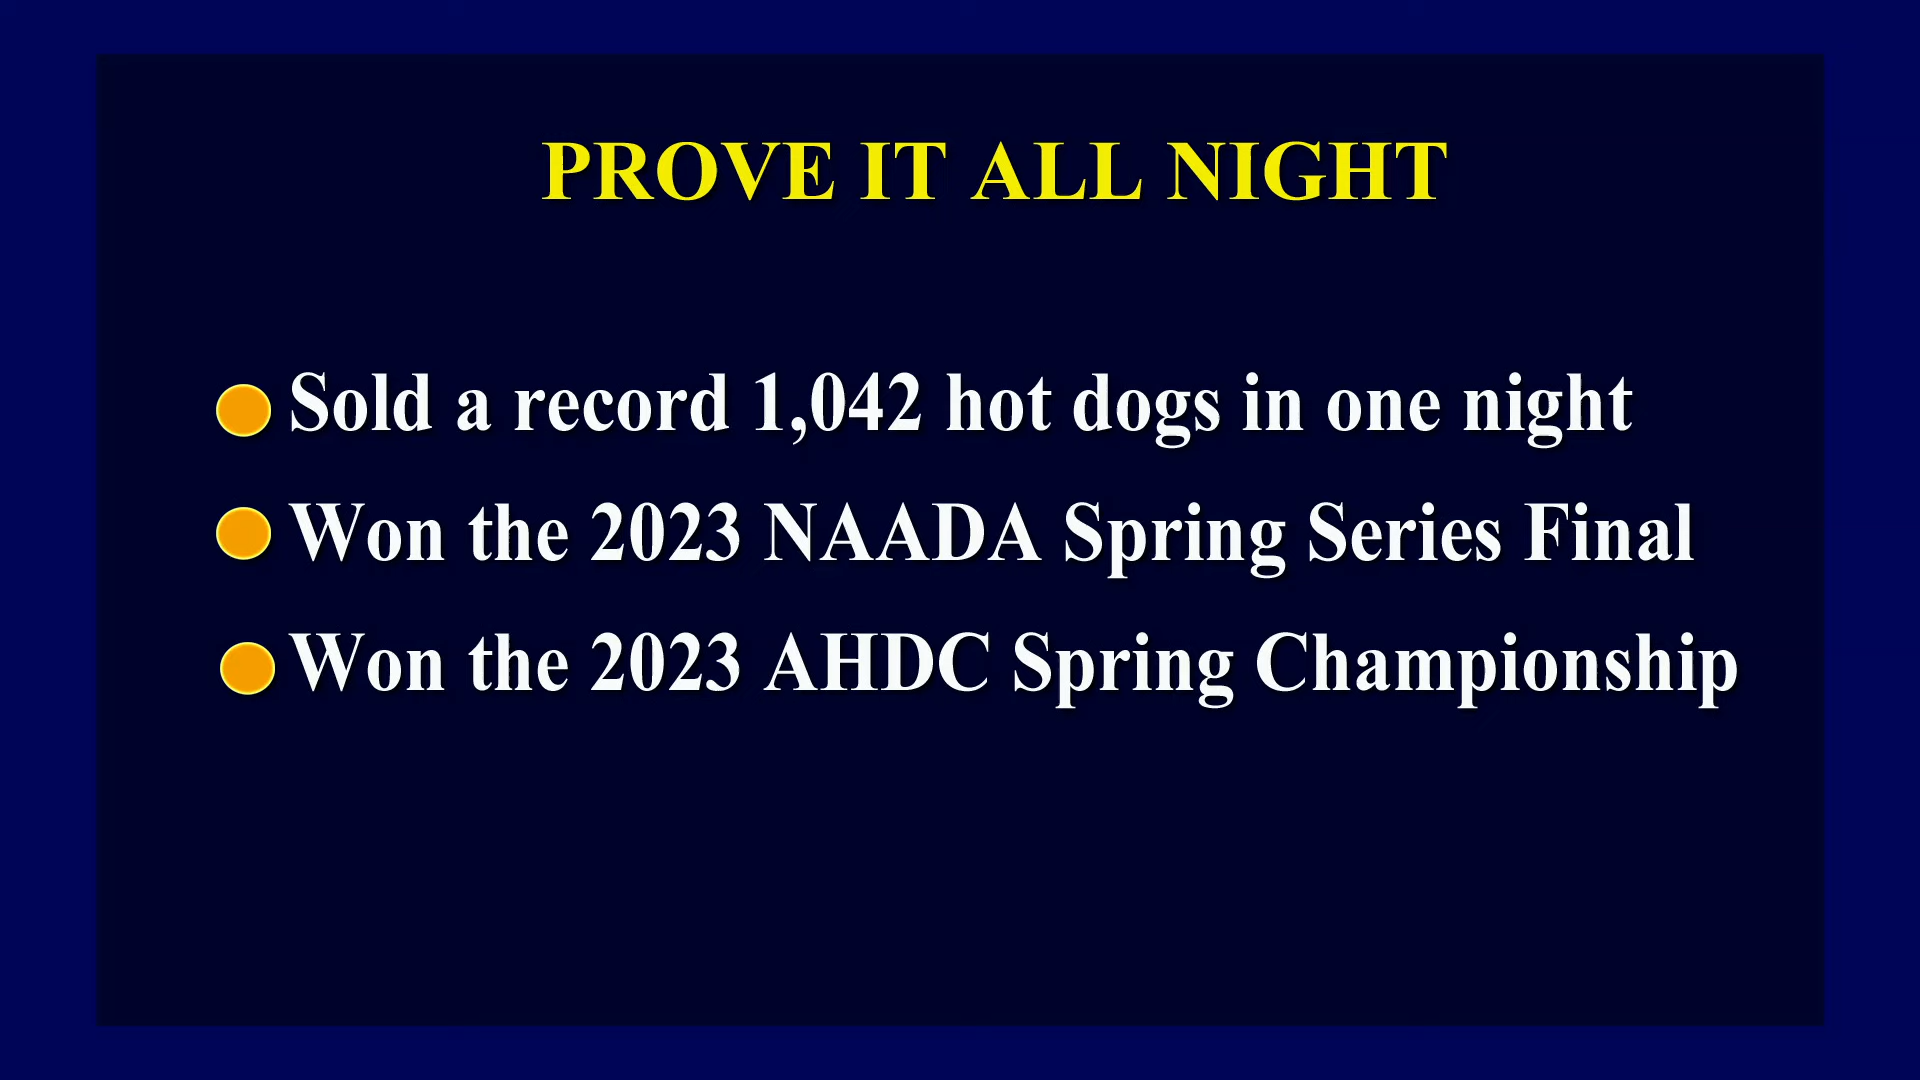 PROVE IT ALL NIGHT
Sold a record 1,042 hot dogs in one night
Won the 2023 NAADA Spring Series Final
Won the 2023 AHDC Spring Championship